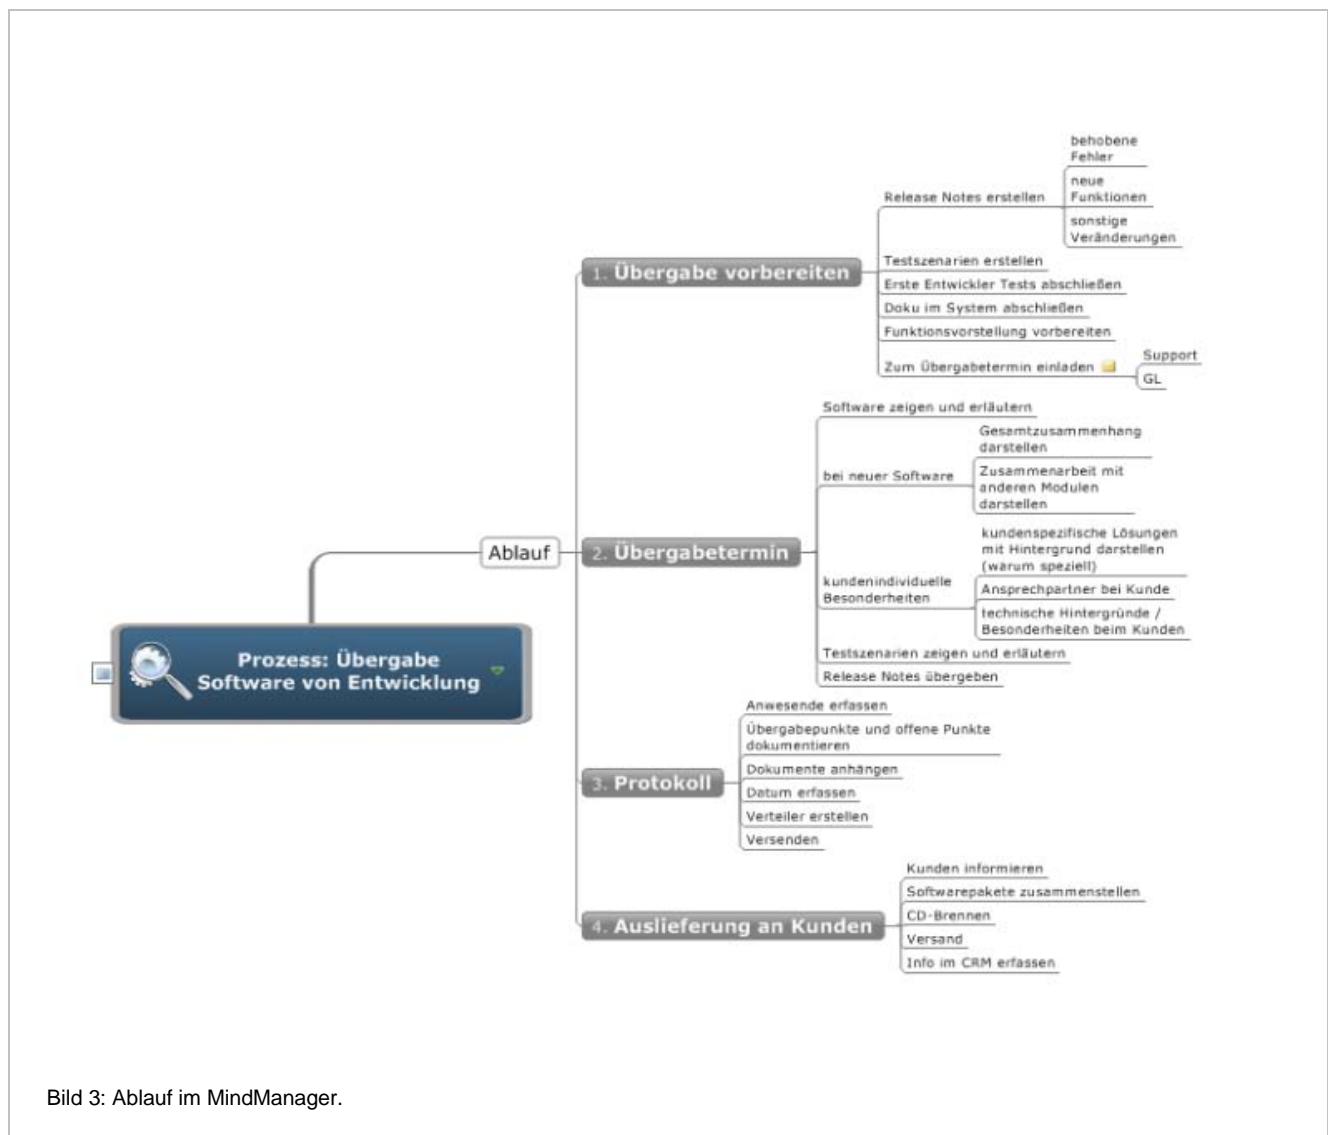 Prozess: Übergabe
Software von Entwicklung
Ablauf
1. Übergabe vorbereiten
Release Notes erstellen
behobene
Fehler
neue
Funktionen
sonstige
Veränderungen
Testszenarien erstellen
Erste Entwickler Tests abschließen
Doku im System abschließen
Funktionsvorstellung vorbereiten
Zum Übergabetermin einladen
Support
GL
2. Übergabetermin
Software zeigen und erläutern
bei neuer Software
Gesamtzusammenhang
darstellen
Zusammenarbeit mit
anderen Modulen
darstellen
kundenindividuelle
Besonderheiten
kundenspezifische Lösungen
mit Hintergrund darstellen
(warum speziell)
Ansprechpartner bei Kunde
technische Hintergründe /
Besonderheiten beim Kunden
Testszenarien zeigen und erläutern
Release Notes übergeben
3. Protokoll
Anwesende erfassen
Übergabepunkte und offene Punkte
dokumentieren
Dokumente anhängen
Datum erfassen
Verteiler erstellen
Versenden
4. Auslieferung an Kunden
Kunden informieren
Softwarepakete zusammenstellen
CD-Brennen
Versand
Info im CRM erfassen
Bild 3: Ablauf im MindManager.